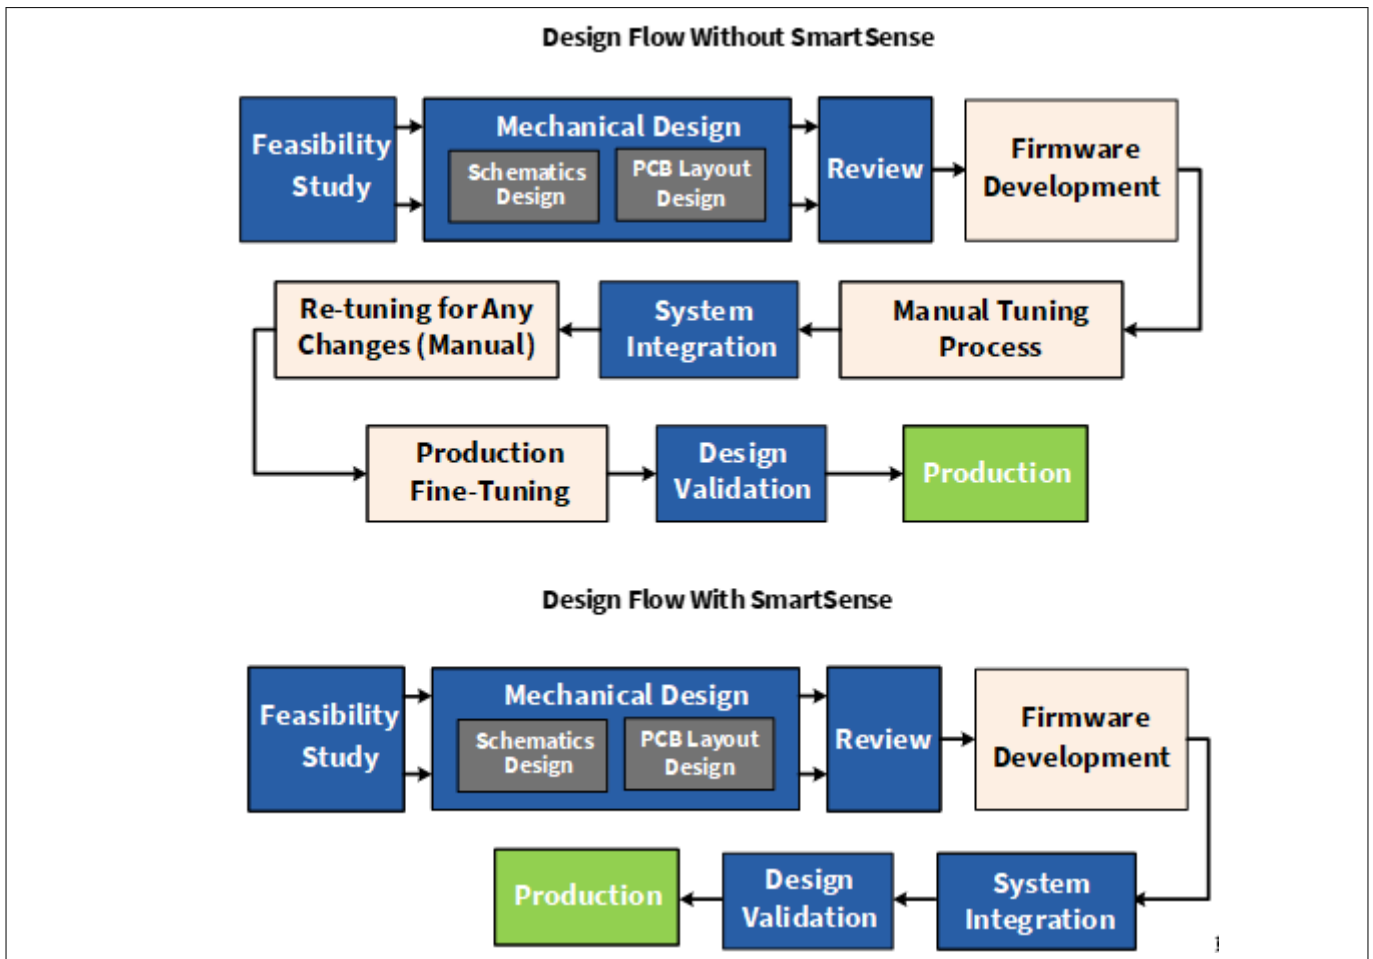 Design Flow Without SmartSense
Feasibility
Study
Mechanical Design
Schematics
Design
PCB Layout
Design
Review
Firmware
Development
Re-tuning for Any
Changes (Manual)
System
Integration
Manual Tuning
Process
Production
Fine-Tuning
Design
Validation
Production
Design Flow With SmartSense
Feasibility
Study
Mechanical Design
Schematics
Design
PCB Layout
Design
Review
Firmware
Development
Production
Design
Validation
System
Integration